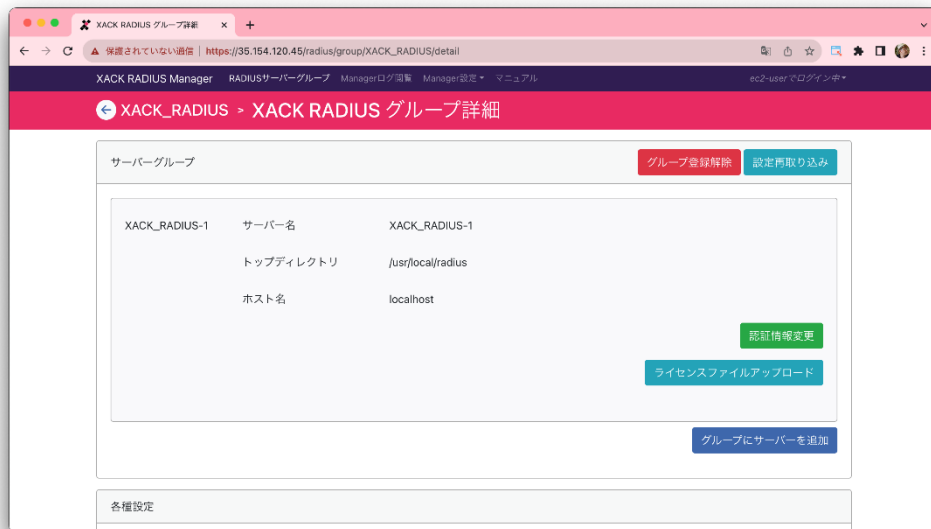 XACK RADIUS グループ詳細
保護されていない通信 | https://35.154.120.45/radius/group/XACK_RADIUS/detail
XACK RADIUS Manager RADIUSサーバーグループ Managerログ閲覧 Manager設定 マニュアル ec2-userでログイン中
XACK_RADIUS > XACK RADIUS グループ詳細
サーバーグループ グループ登録解除 設定再取り込み
XACK_RADIUS-1 サーバー名 XACK_RADIUS-1
トップディレクトリ /usr/local/radius
ホスト名 localhost
認証情報変更
ライセンスファイルアップロード
グループにサーバーを追加
各種設定